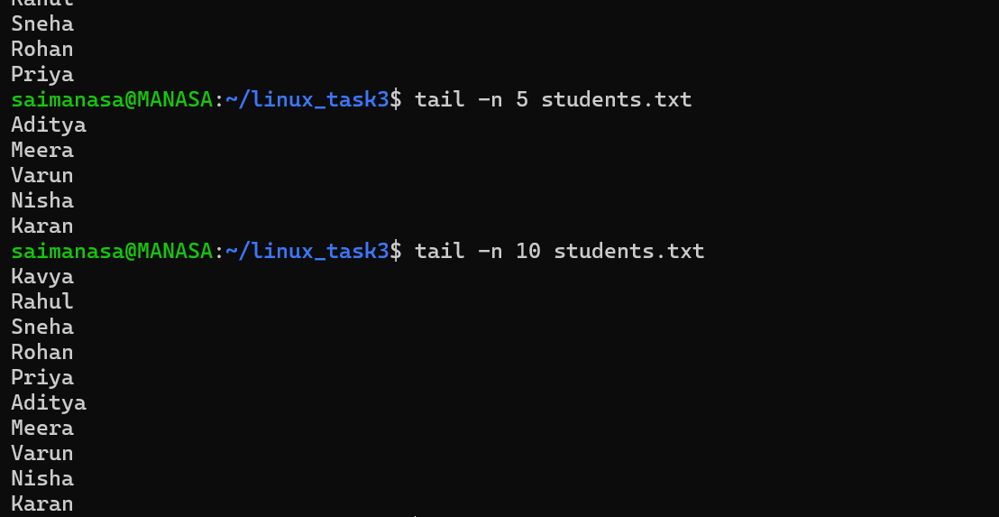 Rahul
Sneha
Rohan
Priya
saimanasa@MANASA:~/linux_task3$ tail -n 5 students.txt
Aditya
Meera
Varun
Nisha
Karan
saimanasa@MANASA:~/linux_task3$ tail -n 10 students.txt
Kavya
Rahul
Sneha
Rohan
Priya
Aditya
Meera
Varun
Nisha
Karan